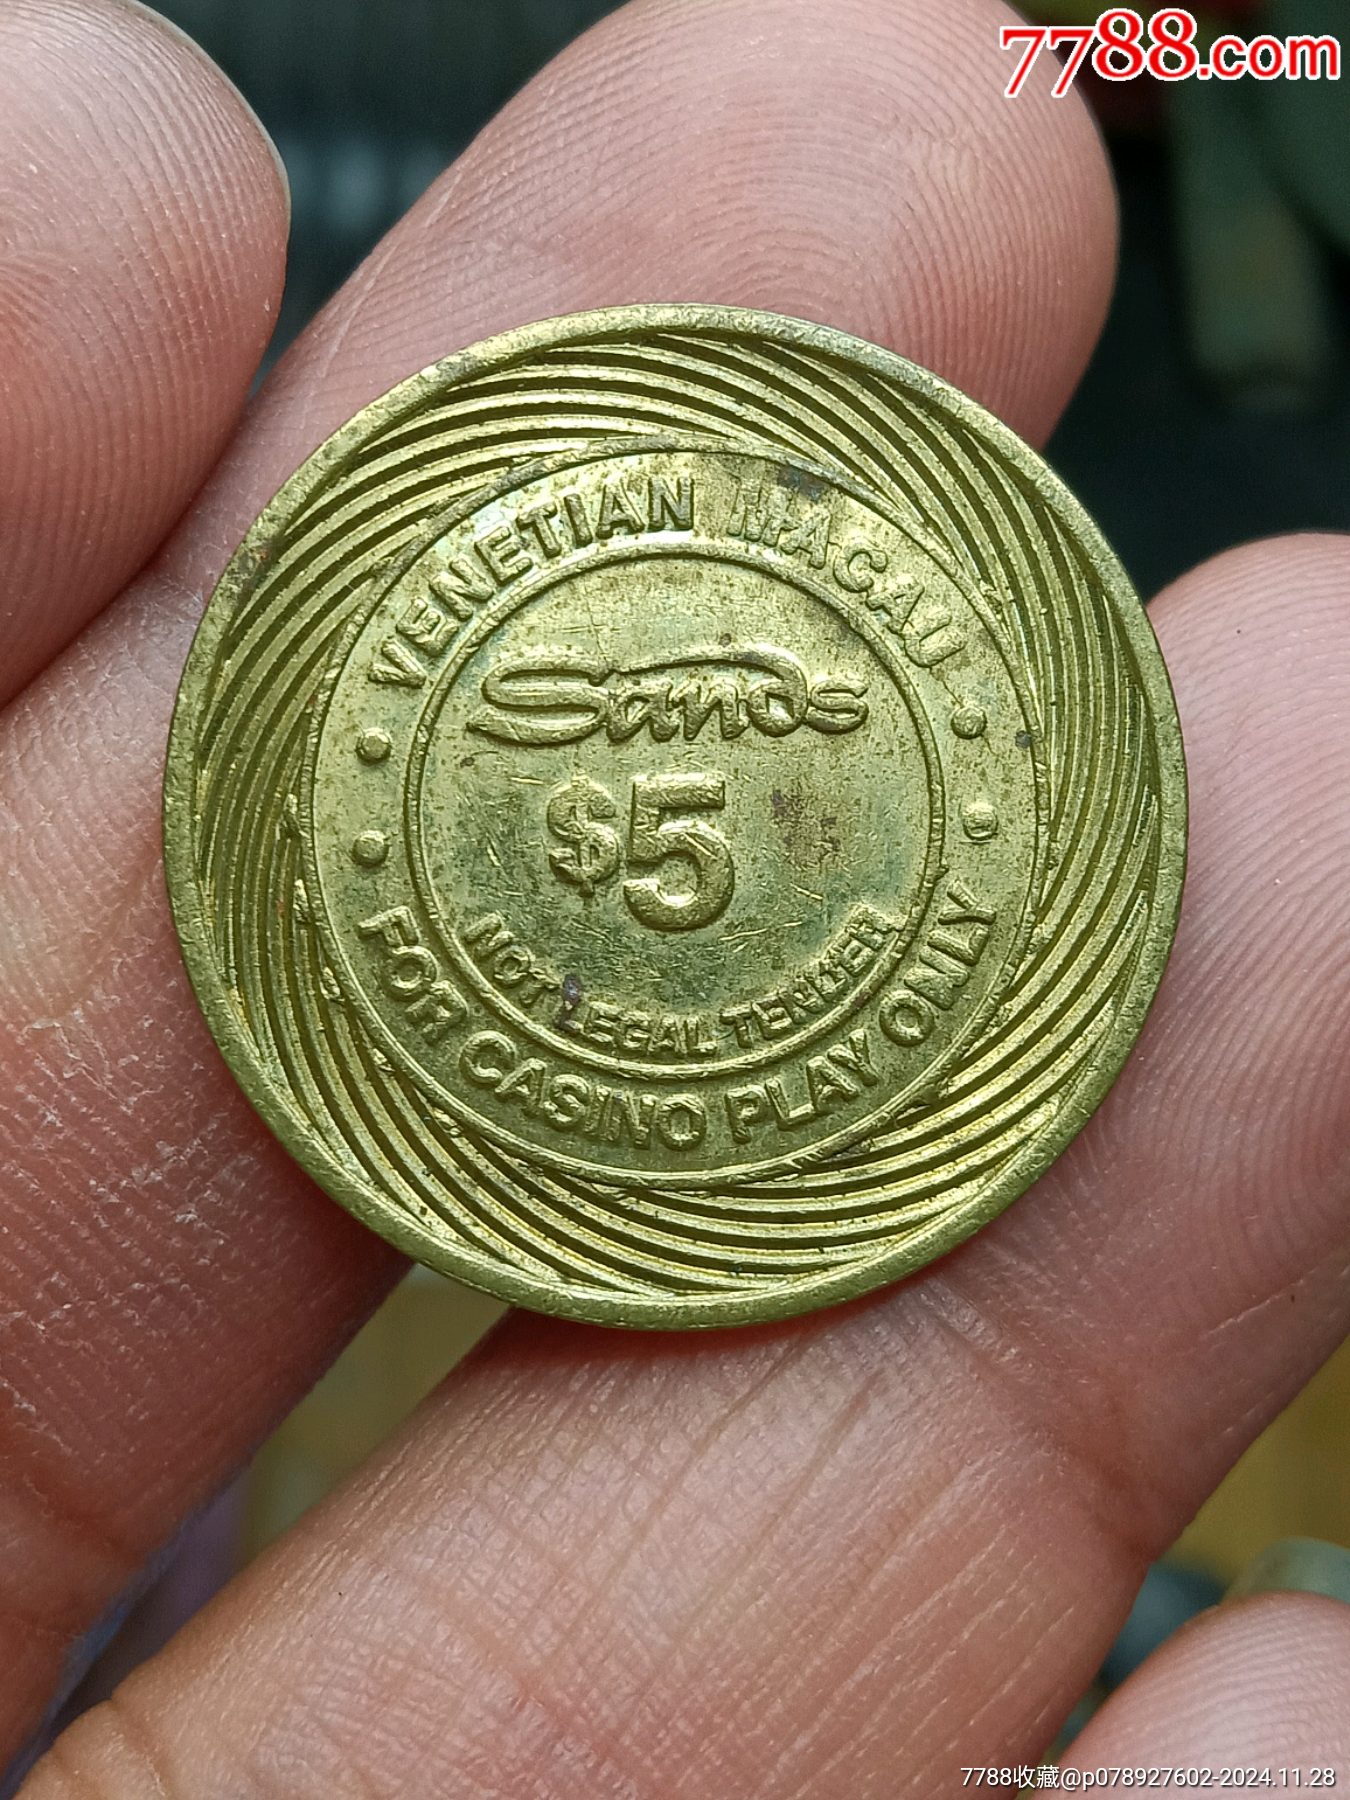 7788.com
VENETIAN MACAU
Sands
$5
NOT LEGAL TENDER
FOR CASINO PLAY ONLY
7788收藏@p078927602-2024.11.28